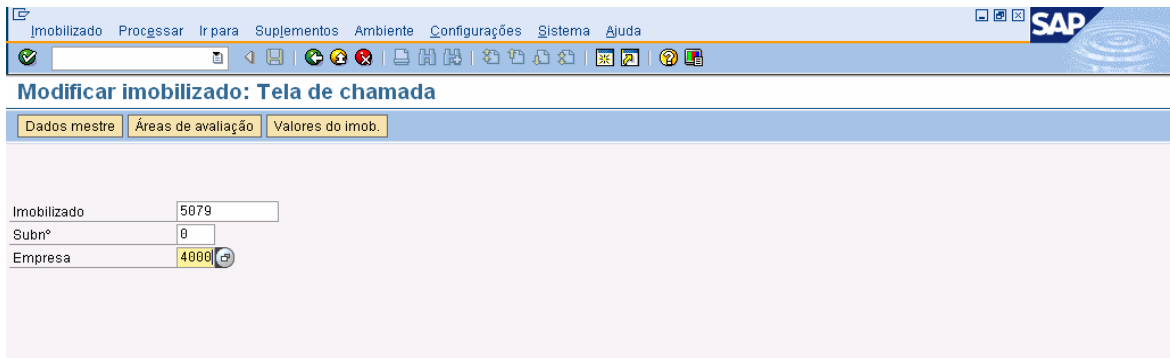 Imobilizado Processar Ir para Suplementos Ambiente Configurações Sistema Ajuda
SAP
Modificar imobilizado: Tela de chamada
Dados mestre Áreas de avaliação Valores do imob.
Imobilizado 5079
Subnº 0
Empresa 4000